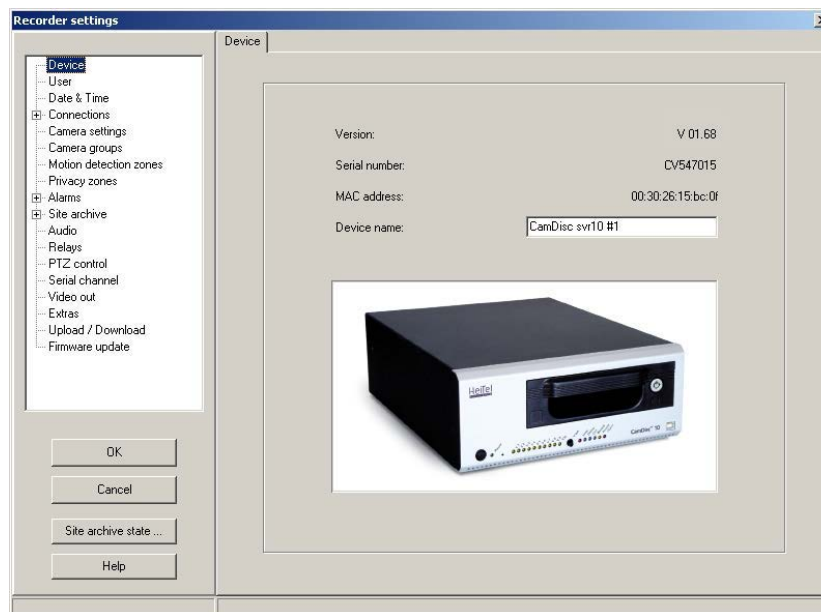 Recorder settings
Device
Device
User
Date & Time
Connections
Camera settings
Camera groups
Motion detection zones
Privacy zones
Alarms
Site archive
Audio
Relays
PTZ control
Serial channel
Video out
Extras
Upload / Download
Firmware update
OK
Cancel
Site archive state ...
Help
Version: V 01.68
Serial number: CV547015
MAC address: 00:30:26:15:bc:0f
Device name: CamDisc svr10 #1
HeiTel
CamDisc 10